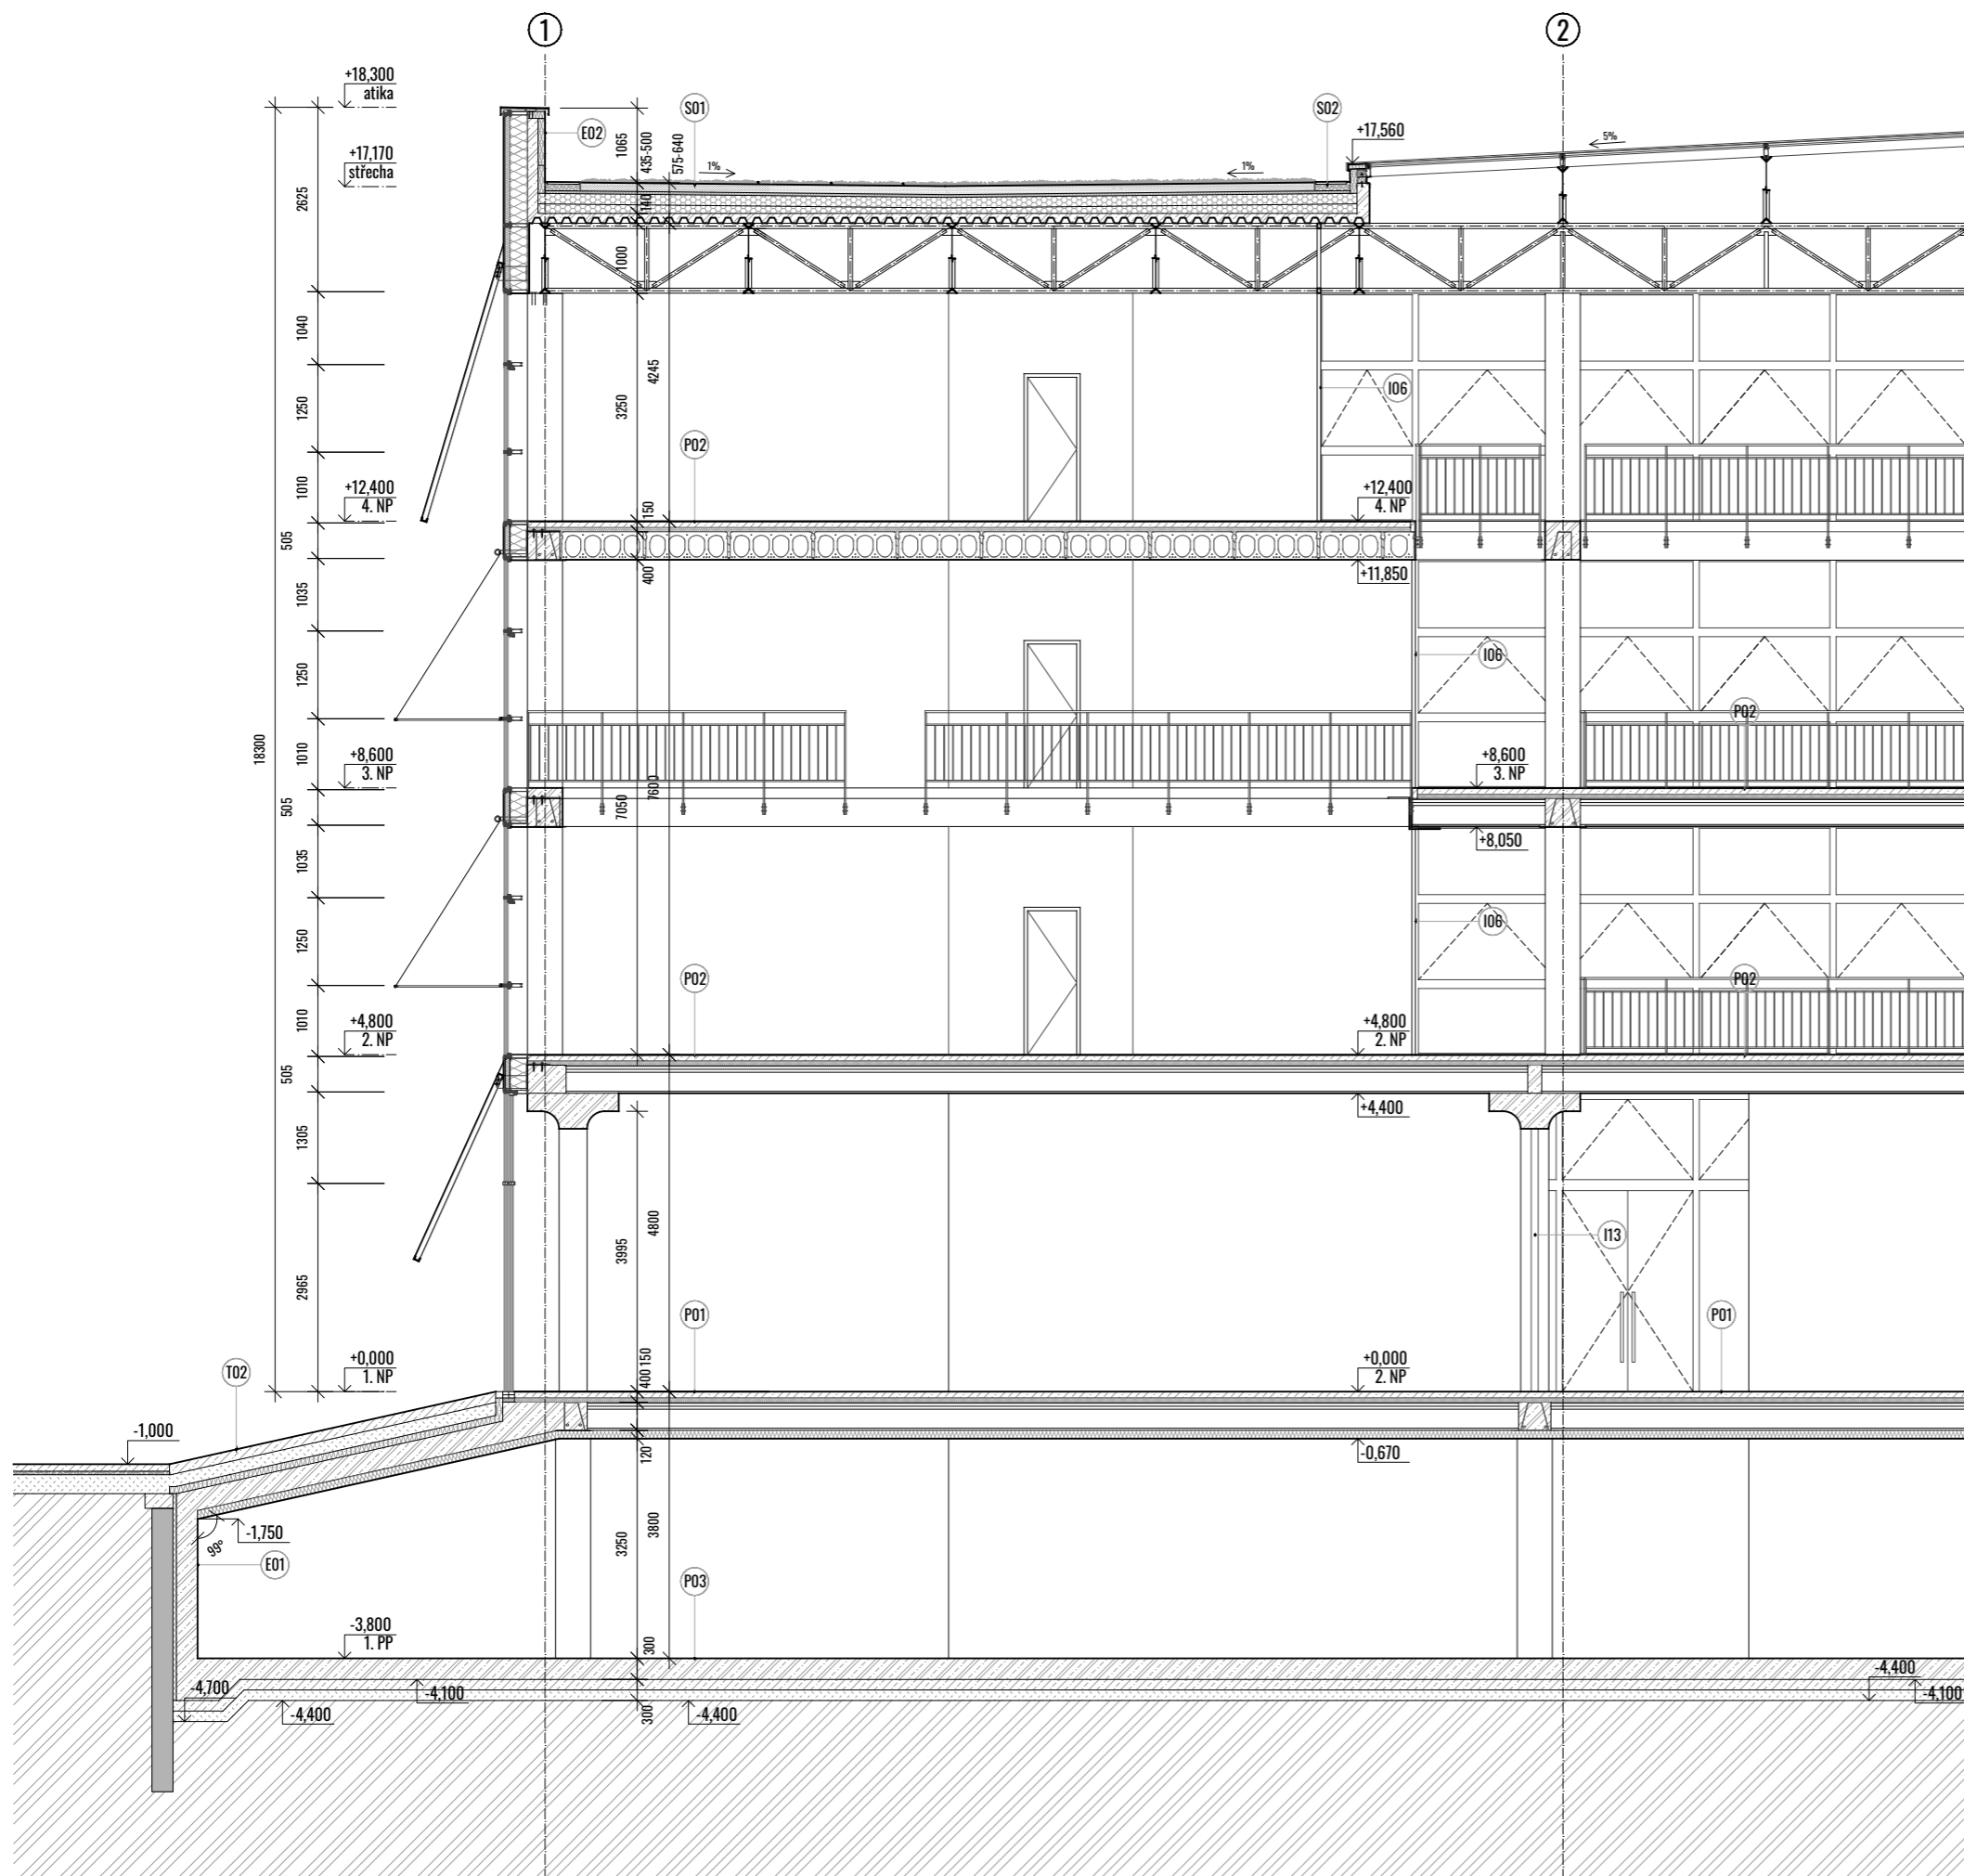 1
2
+18,300
atika
S01
S02
E02
1065
435-500
575-640
+17,560
5%
+17,170
střecha
1%
1%
2625
140
1000
1040
4245
1250
3250
I06
P02
1010
+12,400
4. NP
150
+12,400
4. NP
505
400
+11,850
1035
1250
I06
P02
18300
1010
+8,600
3. NP
7600
+8,600
3. NP
505
7050
+8,050
1035
I06
1250
P02
P02
1010
+4,800
2. NP
+4,800
2. NP
505
+4,400
1305
3995
4800
I13
2965
P01
P01
+0,000
1. NP
400 150
+0,000
2. NP
T02
-1,000
120
-0,670
-1,750
99°
3250
3800
E01
P03
-3,800
1. PP
300
-4,700
-4,100
-4,400
-4,100
-4,400
300
-4,400